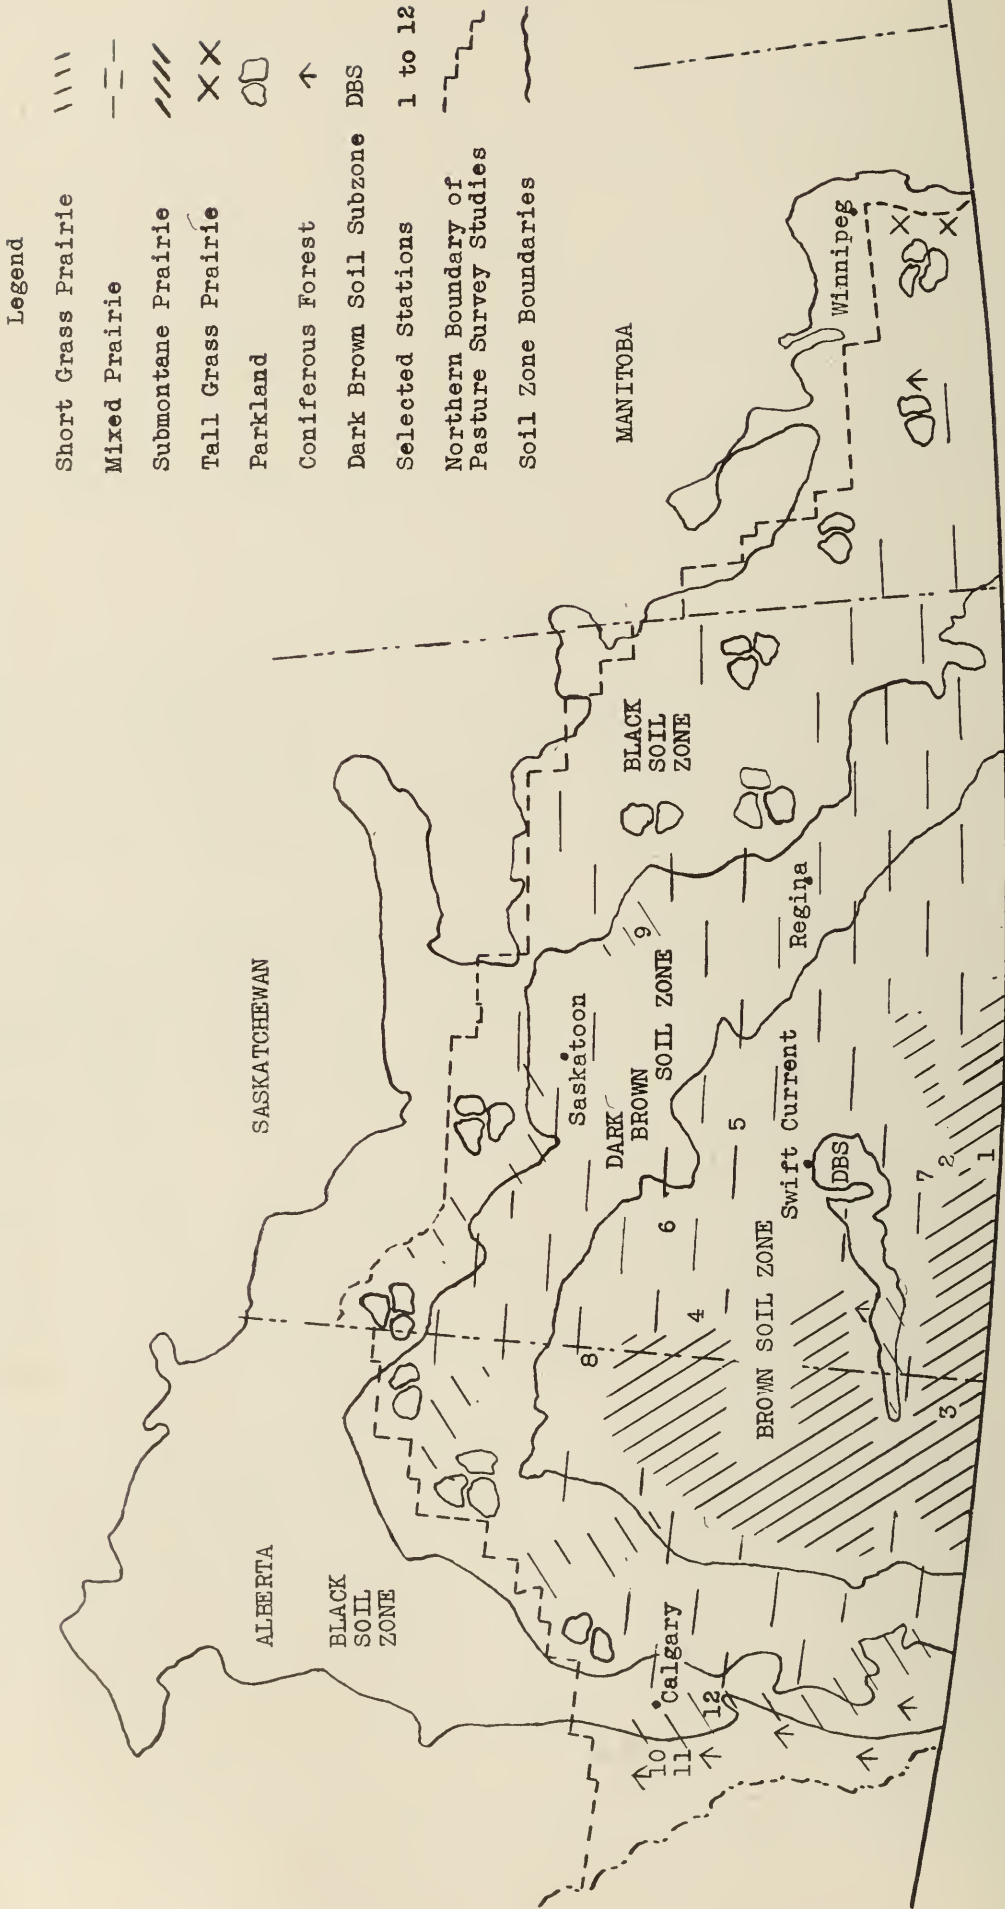 Legend
Short Grass Prairie
Mixed Prairie
Submontane Prairie
Tall Grass Prairie
Parkland
Coniferous Forest
Dark Brown Soil Subzone DBS
Selected Stations 1 to 12
Northern Boundary of
Pasture Survey Studies
Soil Zone Boundaries
ALBERTA
SASKATCHEWAN
MANITOBA
BLACK
SOIL
ZONE
BLACK
SOIL
ZONE
Saskatoon
DARK
BROWN
SOIL ZONE
9
Regina
Winnipeg
Calgary
10
11
12
8
6
4
5
BROWN SOIL ZONE
Swift Current
DBS
7
2
1
3